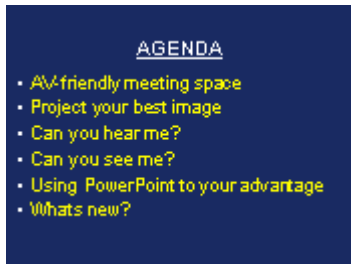 AGENDA
• AV-friendly meeting space
• Project your best image
• Can you hear me?
• Can you see me?
• Using PowerPoint to your advantage
• Whats new?